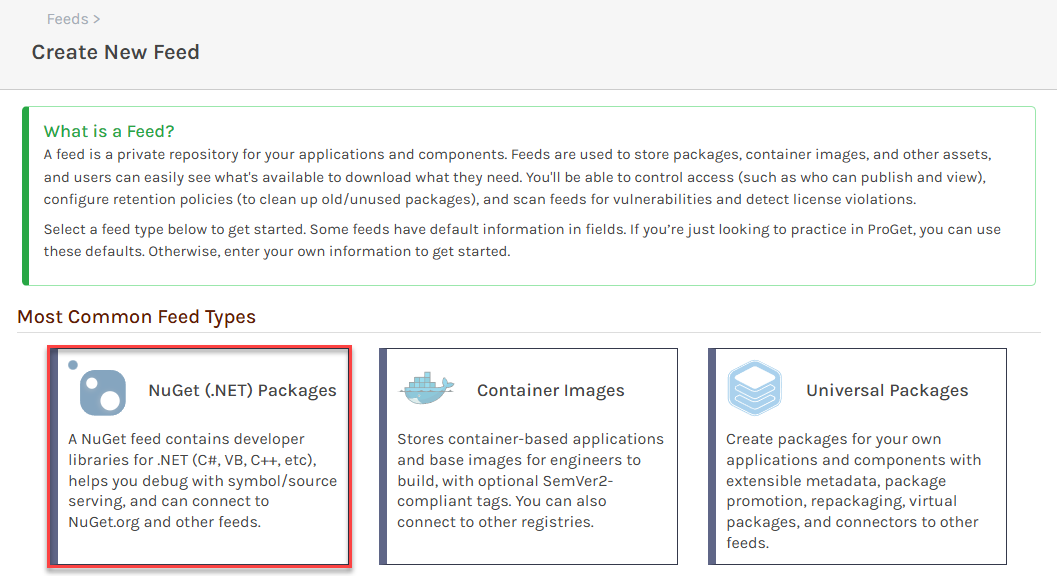 Feeds >
Create New Feed
What is a Feed?
A feed is a private repository for your applications and components. Feeds are used to store packages, container images, and other assets,
and users can easily see what's available to download what they need. You'll be able to control access (such as who can publish and view),
configure retention policies (to clean up old/unused packages), and scan feeds for vulnerabilities and detect license violations.
Select a feed type below to get started. Some feeds have default information in fields. If you’re just looking to practice in ProGet, you can use
these defaults. Otherwise, enter your own information to get started.
Most Common Feed Types
NuGet (.NET) Packages
A NuGet feed contains developer
libraries for .NET (C#, VB, C++, etc),
helps you debug with symbol/source
serving, and can connect to
NuGet.org and other feeds.
Container Images
Stores container-based applications
and base images for engineers to
build, with optional SemVer2-
compliant tags. You can also
connect to other registries.
Universal Packages
Create packages for your own
applications and components with
extensible metadata, package
promotion, repackaging, virtual
packages, and connectors to other
feeds.